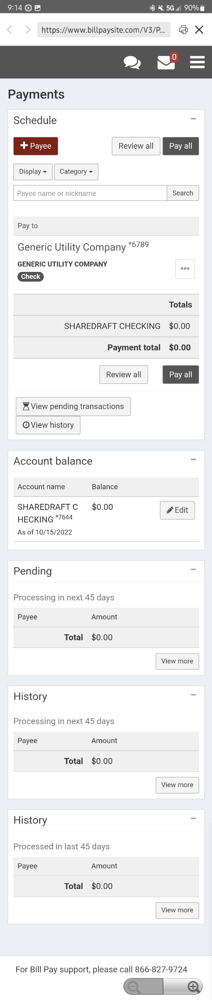 9:14 5G 90%
https://www.billpaysite.com/V3/P...
0
Payments
Schedule
Payee Review all Pay all
Display Category
Payee name or nickname Search
Pay to
Generic Utility Company *6789
GENERIC UTILITY COMPANY
Check
Totals
SHAREDRAFT CHECKING $0.00
Payment total $0.00
Review all Pay all
View pending transactions
View history
Account balance
Account name Balance
SHAREDRAFT C $0.00 Edit
HECKING *7644
As of 10/15/2022
Pending
Processing in next 45 days
Payee Amount
Total $0.00
View more
History
Processing in next 45 days
Payee Amount
Total $0.00
View more
History
Processed in last 45 days
Payee Amount
Total $0.00
View more
For Bill Pay support, please call 866-827-9724